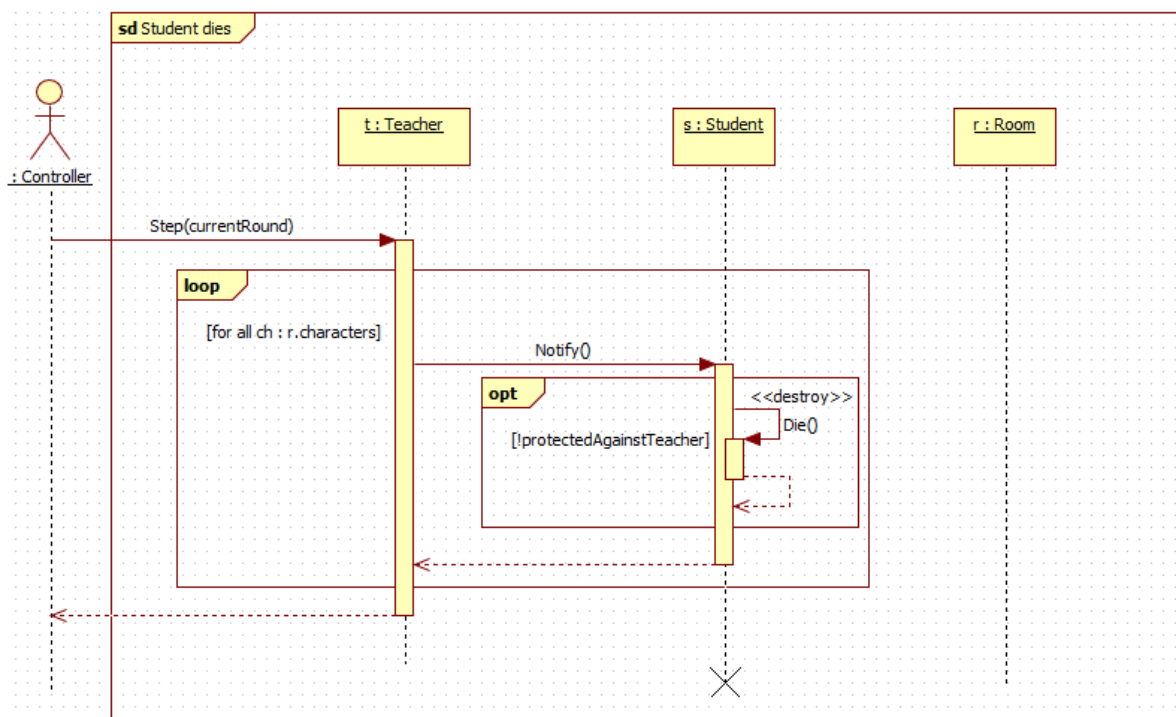 sd Student dies
t : Teacher
s : Student
r : Room
: Controller
Step(currentRound)
loop
[for all ch : r.characters]
Notify()
opt
<<destroy>>
Die()
[!protectedAgainstTeacher]